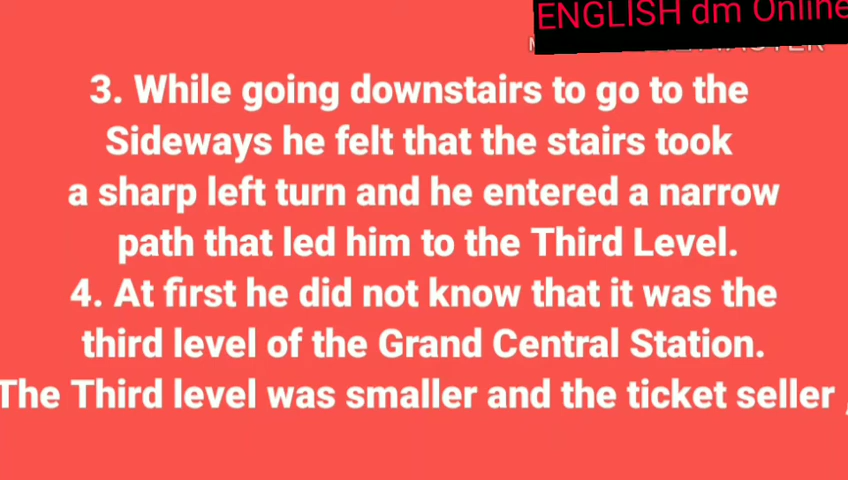 ENGLISH dm Online
3. While going downstairs to go to the
Sideways he felt that the stairs took
a sharp left turn and he entered a narrow
path that led him to the Third Level.
4. At first he did not know that it was the
third level of the Grand Central Station.
The Third level was smaller and the ticket seller ,